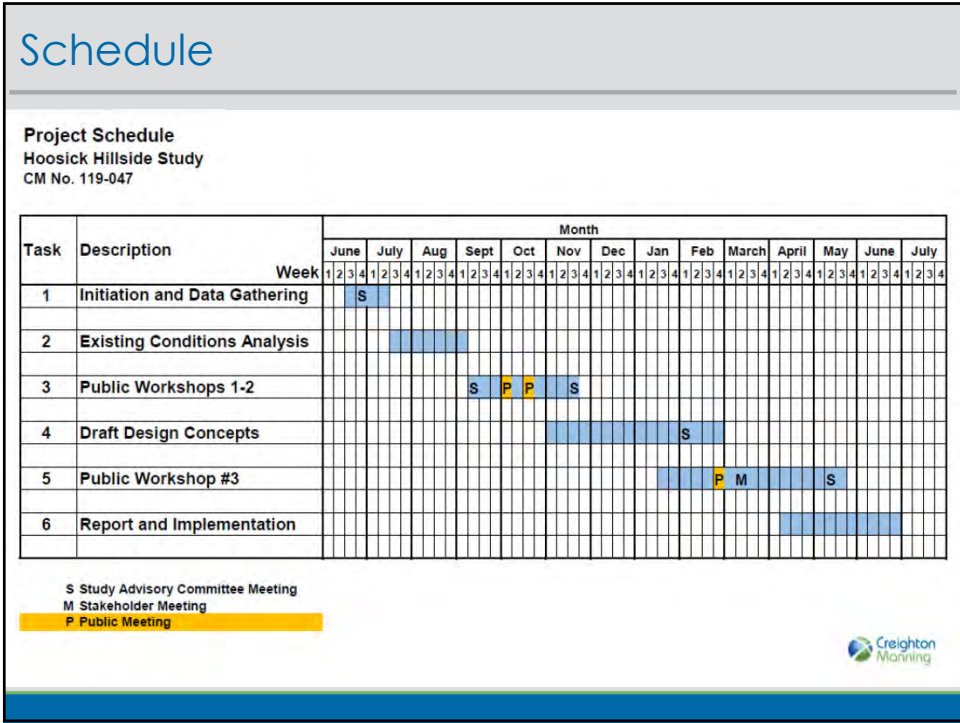 Schedule
Project Schedule
Hoosick Hillside Study
CM No. 119-047
Month
Task Description June July Aug Sept Oct Nov Dec Jan Feb March April May June July
Week 1 2 3 4 1 2 3 4 1 2 3 4 1 2 3 4 1 2 3 4 1 2 3 4 1 2 3 4 1 2 3 4 1 2 3 4 1 2 3 4 1 2 3 4 1 2 3 4 1 2 3 4 1 2 3 4
1 Initiation and Data Gathering S
2 Existing Conditions Analysis
3 Public Workshops 1-2 S P P S
4 Draft Design Concepts S
5 Public Workshop #3 P M S
6 Report and Implementation
S Study Advisory Committee Meeting
M Stakeholder Meeting
P Public Meeting
Creighton
Manning